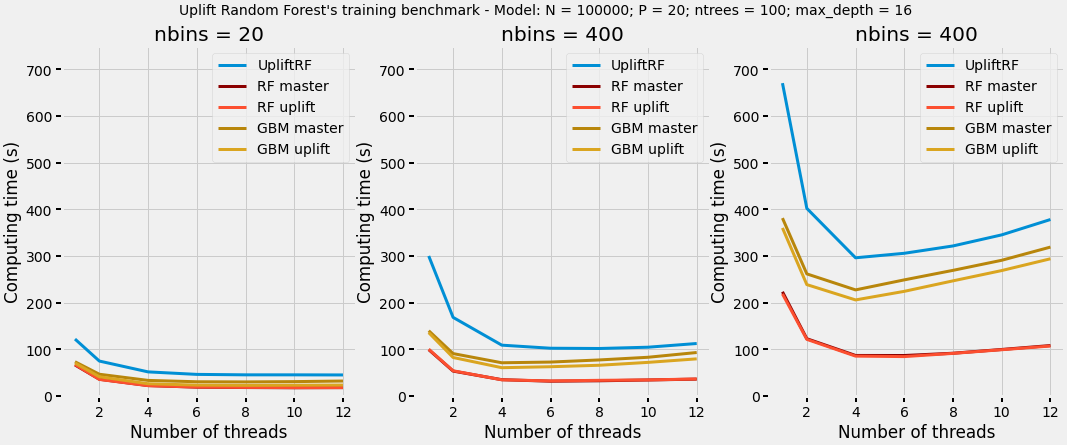 Uplift Random Forest's training benchmark - Model: N = 100000; P = 20; ntrees = 100; max_depth = 16
nbins = 20
700
600
500
400
300
200
100
0
Computing time (s)
2 4 6 8 10 12
Number of threads
UpliftRF
RF master
RF uplift
GBM master
GBM uplift
nbins = 400
700
600
500
400
300
200
100
0
Computing time (s)
2 4 6 8 10 12
Number of threads
UpliftRF
RF master
RF uplift
GBM master
GBM uplift
nbins = 400
700
600
500
400
300
200
100
0
Computing time (s)
2 4 6 8 10 12
Number of threads
UpliftRF
RF master
RF uplift
GBM master
GBM uplift